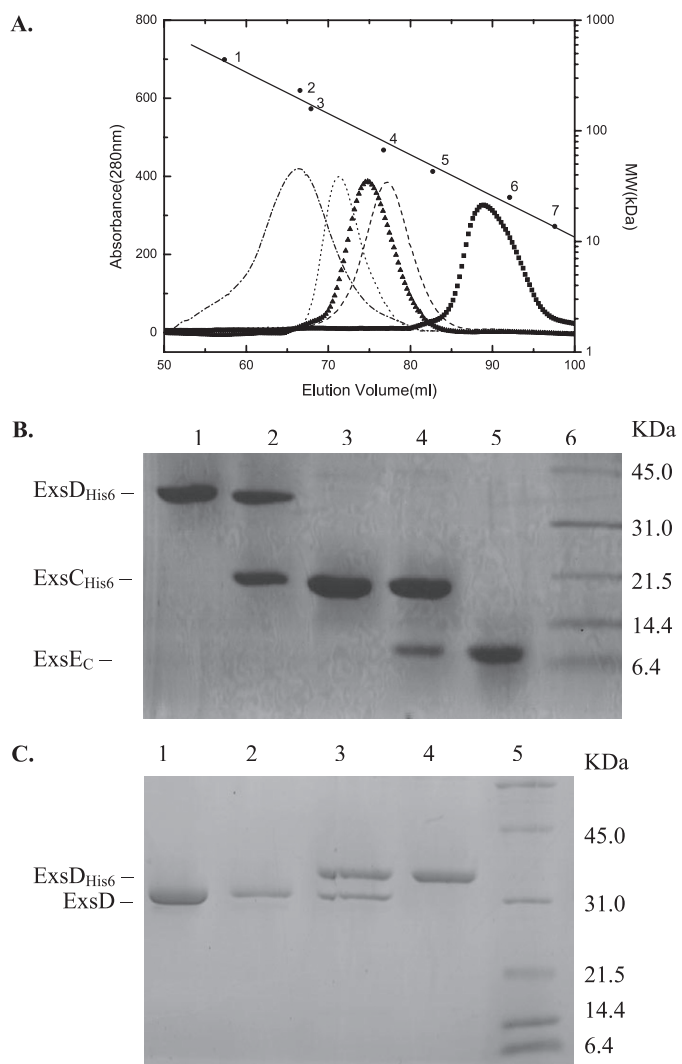 A.
800
600
400
200
0
Absorbance(280nm)
1000
100
10
1
MW(kDa)
1
2
3
4
5
6
7
50 60 70 80 90 100
Elution Volume(ml)
B.
1 2 3 4 5 6 KDa
ExsDHis6 –
ExsCHis6 –
ExsEC –
45.0
31.0
21.5
14.4
6.4
C.
1 2 3 4 5 KDa
ExsDHis6 –
ExsD –
45.0
31.0
21.5
14.4
6.4